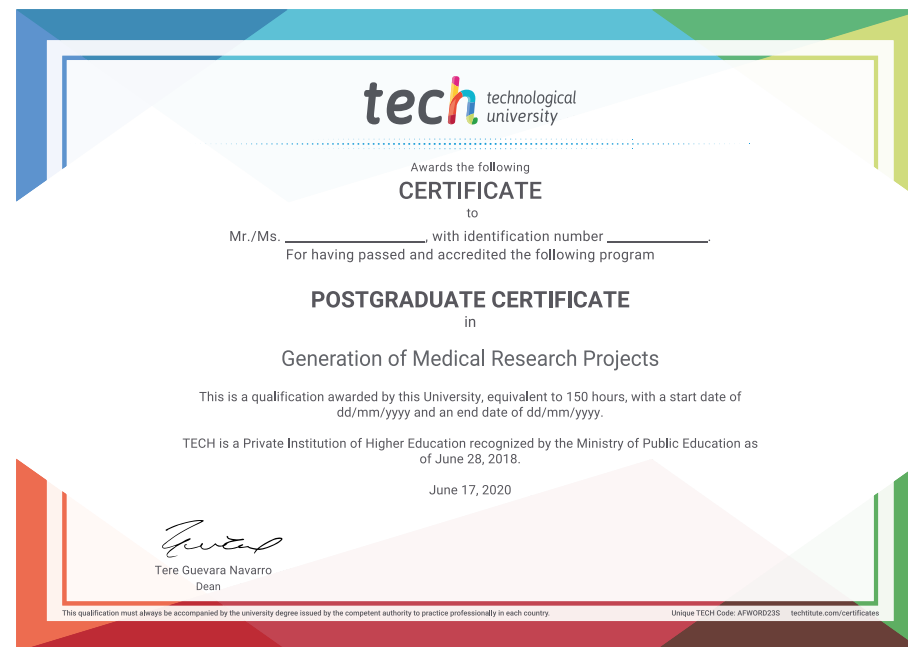 tech technological
university
Awards the following
CERTIFICATE
to
Mr./Ms. ____________________, with identification number ______________.
For having passed and accredited the following program
POSTGRADUATE CERTIFICATE
in
Generation of Medical Research Projects
This is a qualification awarded by this University, equivalent to 150 hours, with a start date of
dd/mm/yyyy and an end date of dd/mm/yyyy.
TECH is a Private Institution of Higher Education recognized by the Ministry of Public Education as
of June 28, 2018.
June 17, 2020
Tere Guevara Navarro
Dean
This qualification must always be accompanied by the university degree issued by the competent authority to practice professionally in each country. Unique TECH Code: AFWORD23S techtitute.com/certificates